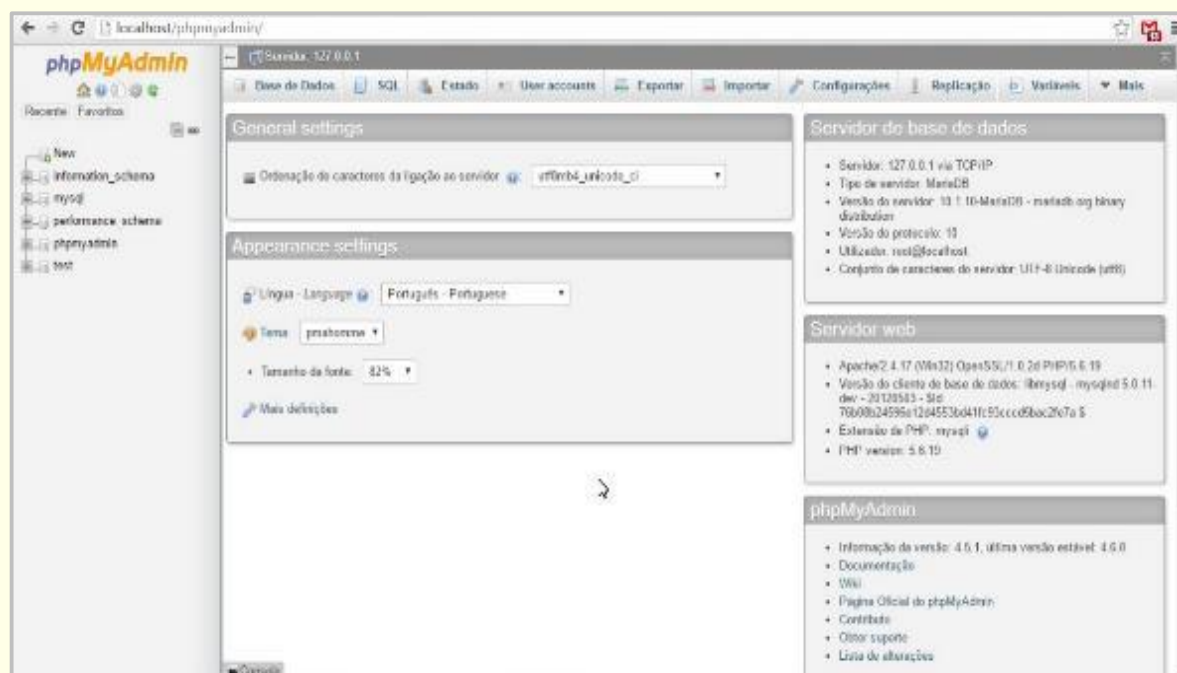 localhost/phpmyadmin/
phpMyAdmin
Recente Favoritos
New
information_schema
mysql
performance_schema
phpmyadmin
test
Servidor: 127.0.0.1
Base de Dados SQL Estado User accounts Exportar Importar Configurações Replicação Variáveis Mais
General settings
Ordenação de caracteres da ligação ao servidor utf8mb4_unicode_ci
Appearance settings
Língua - Language Português - Portuguese
Tema: pmahomme
Tamanho da fonte: 82%
Mais definições
Consola
Servidor de base de dados
Servidor: 127.0.0.1 via TCP/IP
Tipo de servidor: MariaDB
Versão do servidor: 10.1.10-MariaDB - mariadb.org binary
distribution
Versão do protocolo: 10
Utilizador: root@localhost
Conjunto de caracteres do servidor: UTF-8 Unicode (utf8)
Servidor web
Apache/2.4.17 (Win32) OpenSSL/1.0.2d PHP/5.6.19
Versão do cliente de base de dados: libmysql - mysqlnd 5.0.11-
dev - 20120503 - $Id:
Extensão de PHP: mysqli
PHP version: 5.6.19
phpMyAdmin
Informação da versão: 4.5.1, última versão estável: 4.6.0
Documentação
Wiki
Página Oficial do phpMyAdmin
Contribute
Obter suporte
Lista de alterações